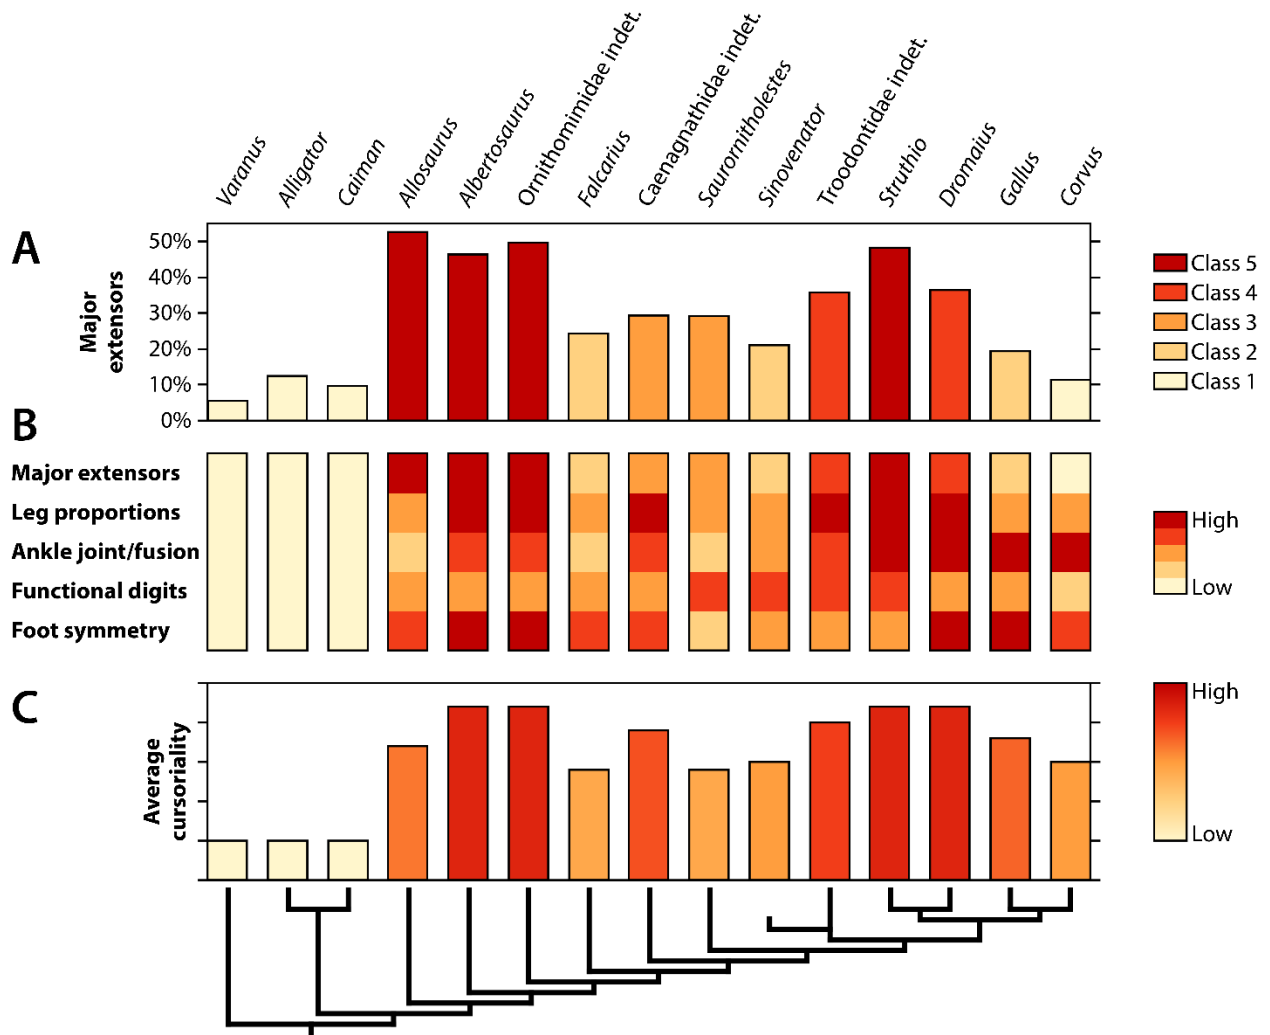 Varanus
Alligator
Caiman
Allosaurus
Albertosaurus
Ornithomimidae indet.
Falcarius
Caenagnathidae indet.
Saurornitholestes
Sinovenator
Troodontidae indet.
Struthio
Dromaius
Gallus
Corvus
A
Major
extensors
50%
40%
30%
20%
10%
0%
Class 5
Class 4
Class 3
Class 2
Class 1
B
Major extensors
Leg proportions
Ankle joint/fusion
Functional digits
Foot symmetry
High
Low
C
Average
cursoriality
High
Low